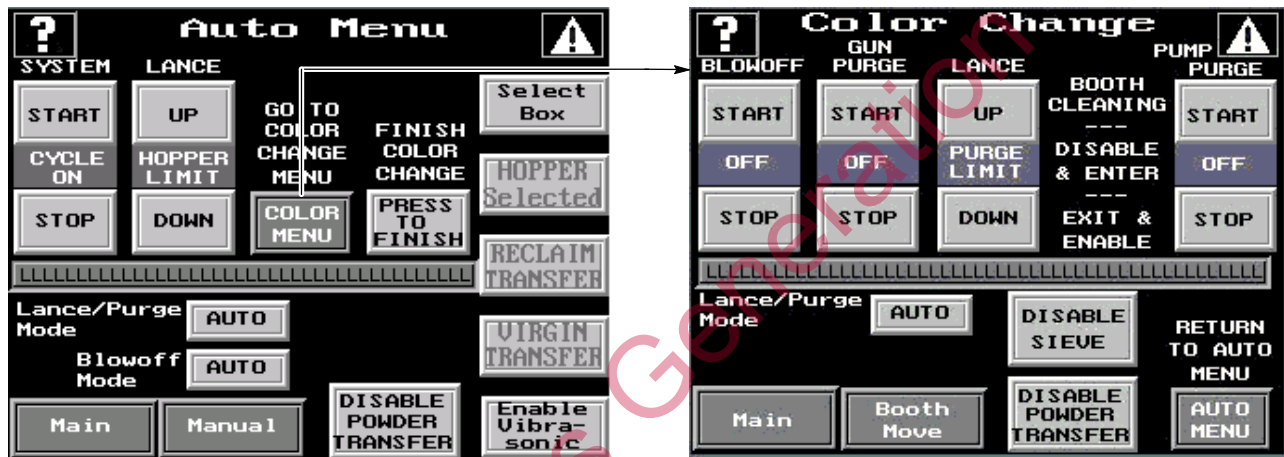 ? Auto Menu
SYSTEM LANCE
START
UP
GO TO
COLOR
CHANGE
MENU
FINISH
COLOR
CHANGE
Select
Box
CYCLE
ON
HOPPER
LIMIT
HOPPER
Selected
STOP
DOWN
COLOR
MENU
PRESS
TO
FINISH
RECLAIM
TRANSFER
Lance/Purge
Mode
AUTO
VIRGIN
TRANSFER
Blowoff
Mode
AUTO
Main
Manual
DISABLE
POWDER
TRANSFER
Enable
Vibra-
sonic
? Color Change
BLOWOFF
GUN
PURGE
LANCE
PUMP
PURGE
START
START
UP
BOOTH
CLEANING
---
DISABLE
& ENTER
---
EXIT &
ENABLE
START
OFF
OFF
PURGE
LIMIT
OFF
STOP
STOP
DOWN
STOP
Lance/Purge
Mode
AUTO
DISABLE
SIEVE
RETURN
TO AUTO
MENU
Main
Booth
Move
DISABLE
POWDER
TRANSFER
AUTO
MENU
s Generation